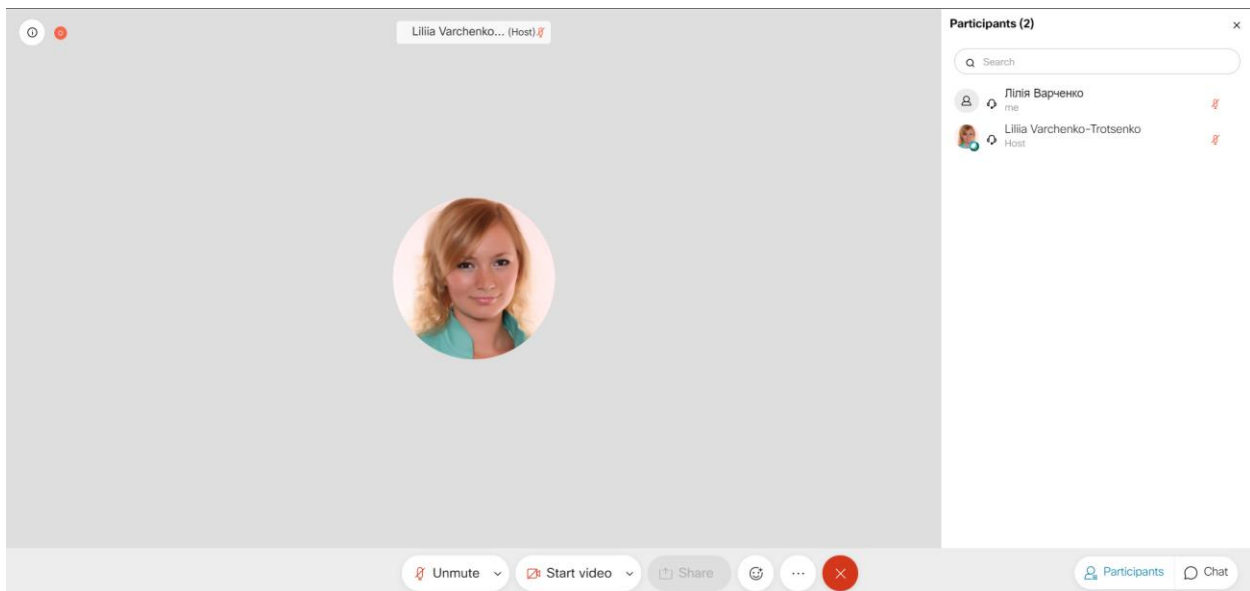 Liliia Varchenko... (Host)
Participants (2)
Search
Лілія Варченко
me
Liliia Varchenko-Trotsenko
Host
Unmute
Start video
Share
Participants
Chat